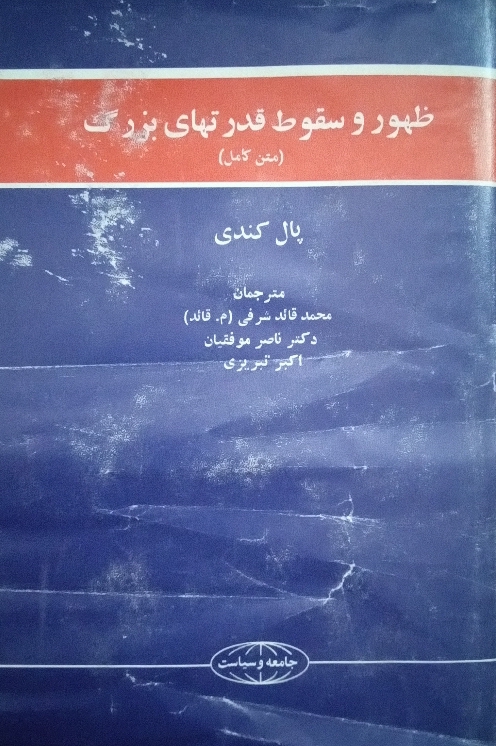 ظهور و سقوط قدرتهای بزرگ
(متن کامل)
پال کندی
مترجمان
محمد قائد شرفی (م. قائد)
دکتر ناصر موفقیان
اکبر تبریزی
جامعه و سیاست